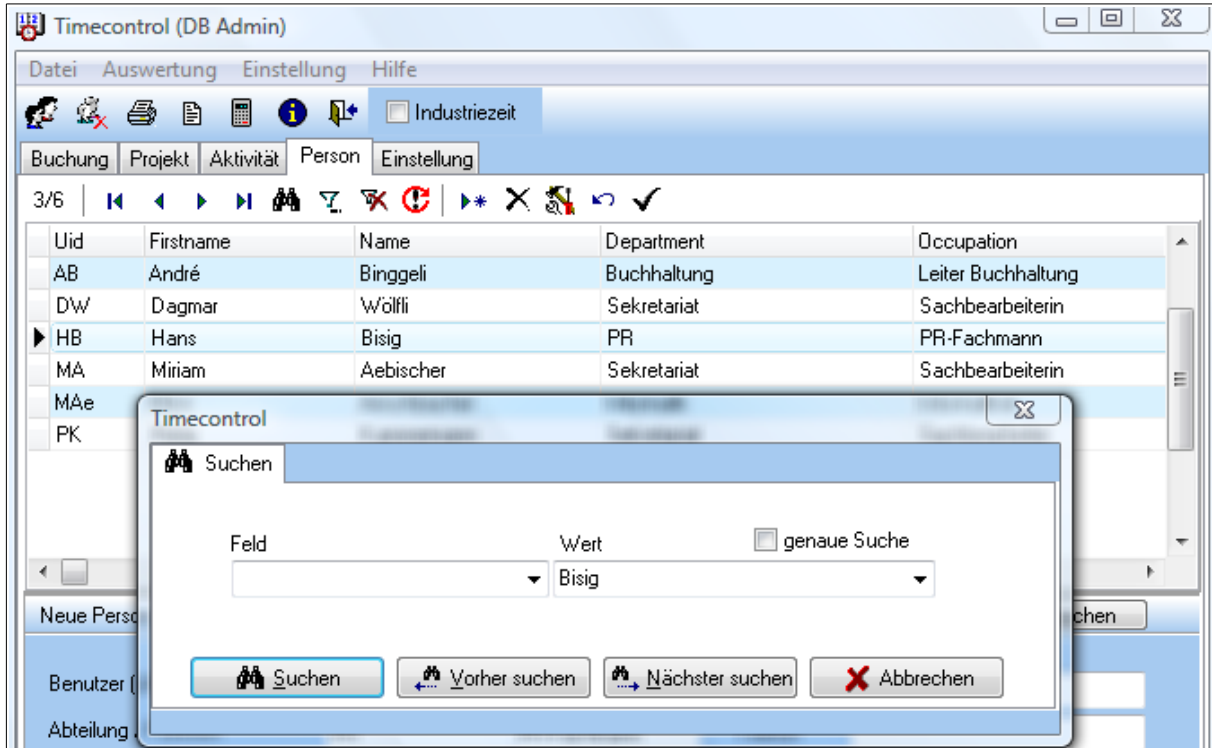 Timecontrol (DB Admin)
Datei Auswertung Einstellung Hilfe
Industriezeit
Buchung Projekt Aktivität Person Einstellung
3/6
Uid Firstname Name Department Occupation
AB André Binggeli Buchhaltung Leiter Buchhaltung
DW Dagmar Wölfli Sekretariat Sachbearbeiterin
HB Hans Bisig PR PR-Fachmann
MA Miriam Aebischer Sekretariat Sachbearbeiterin
MAe
PK
Timecontrol
Suchen
Feld Wert genaue Suche
Bisig
Neue Perso chen
Suchen Vorher suchen Nächster suchen Abbrechen
Benutzer (
Abteilung